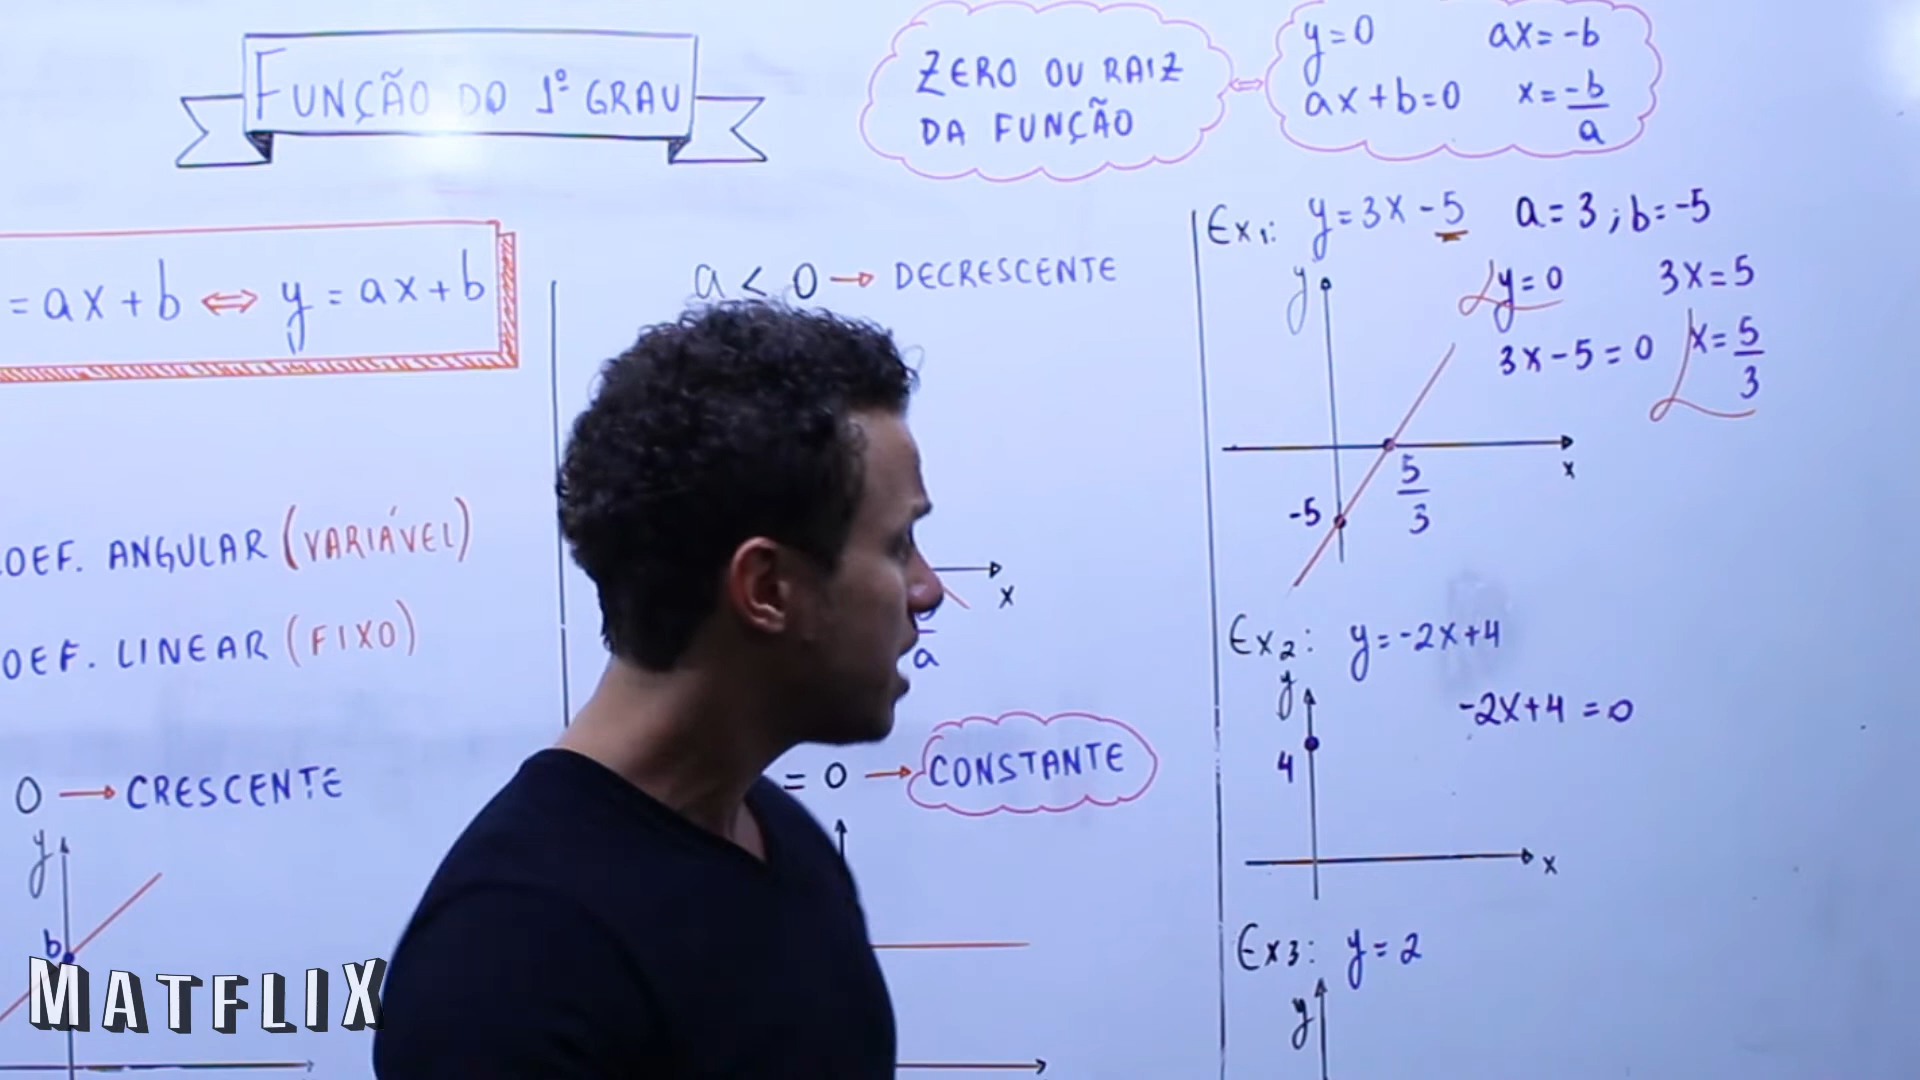 FUNÇÃO DO 1º GRAU
ZERO OU RAIZ
DA FUNÇÃO
y=0
ax+b=0
ax=-b
x=-b/a
=ax+b ⇔ y=ax+b
OEF. ANGULAR (VARIÁVEL)
OEF. LINEAR (FIXO)
0 → CRESCENTE
y
b
a < 0 → DECRESCENTE
x
a
= 0 → CONSTANTE
Ex1: y=3x-5 a=3; b=-5
y=0
3x-5=0
3x=5
x=5/3
y
x
5/3
-5
Ex2: y=-2x+4
-2x+4=0
y
4
x
Ex3: y=2
y
MATFLIX